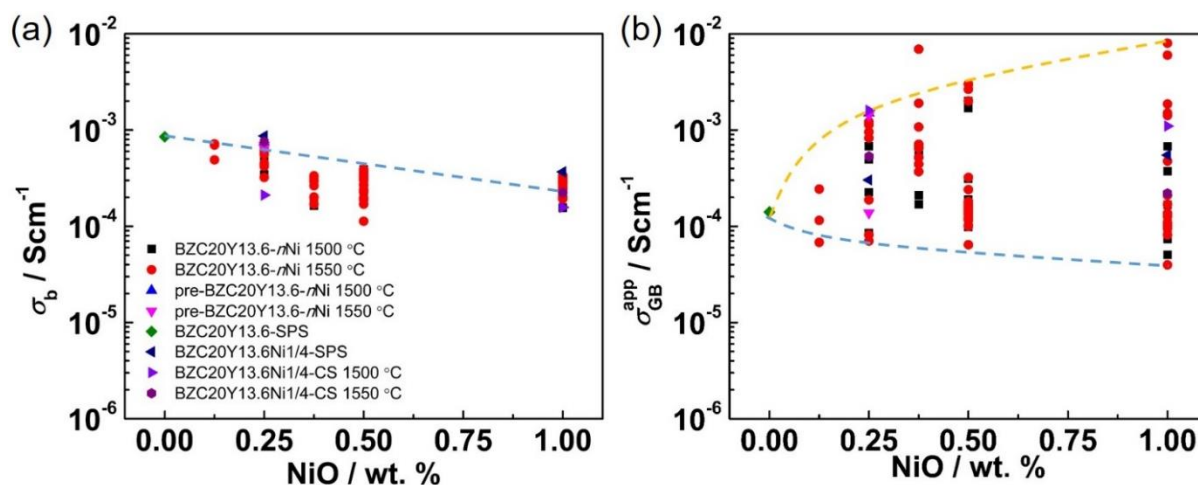 (a)
σb / Scm⁻¹
10⁻²
10⁻³
10⁻⁴
10⁻⁵
10⁻⁶
BZC20Y13.6-nNi 1500 °C
BZC20Y13.6-nNi 1550 °C
pre-BZC20Y13.6-nNi 1500 °C
pre-BZC20Y13.6-nNi 1550 °C
BZC20Y13.6-SPS
BZC20Y13.6Ni1/4-SPS
BZC20Y13.6Ni1/4-CS 1500 °C
BZC20Y13.6Ni1/4-CS 1550 °C
0.00 0.25 0.50 0.75 1.00
NiO / wt. %
(b)
σGB^app / Scm⁻¹
10⁻²
10⁻³
10⁻⁴
10⁻⁵
10⁻⁶
0.00 0.25 0.50 0.75 1.00
NiO / wt. %